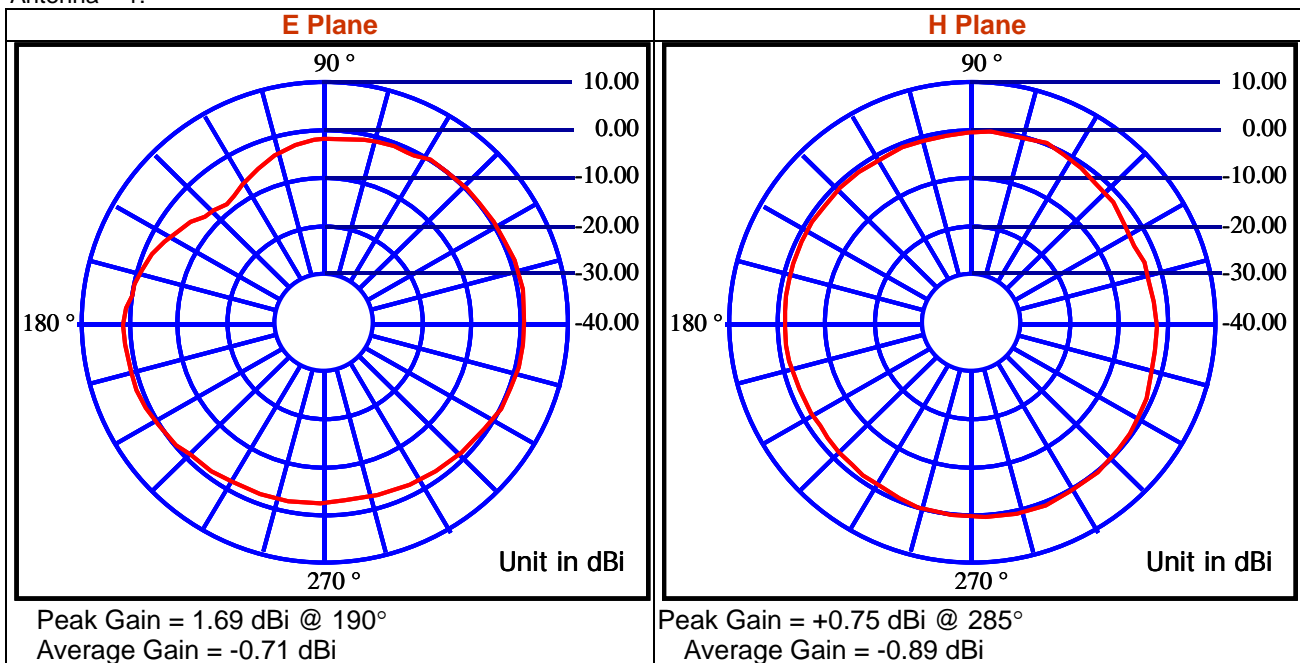 E Plane
H Plane
90 °
10.00
0.00
-10.00
-20.00
-30.00
180 °
-40.00
Unit in dBi
270 °
90 °
10.00
0.00
-10.00
-20.00
-30.00
180 °
-40.00
Unit in dBi
270 °
Peak Gain = 1.69 dBi @ 190°
Average Gain = -0.71 dBi
Peak Gain = +0.75 dBi @ 285°
Average Gain = -0.89 dBi